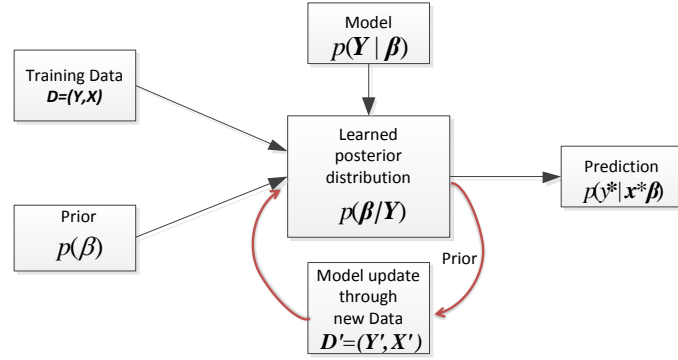 Model
p(Y | β)
Training Data
D=(Y,X)
Learned
posterior
distribution
p(β/Y)
Prediction
p(y*| x*β)
Prior
p(β)
Prior
Model update
through
new Data
D'=(Y',X')